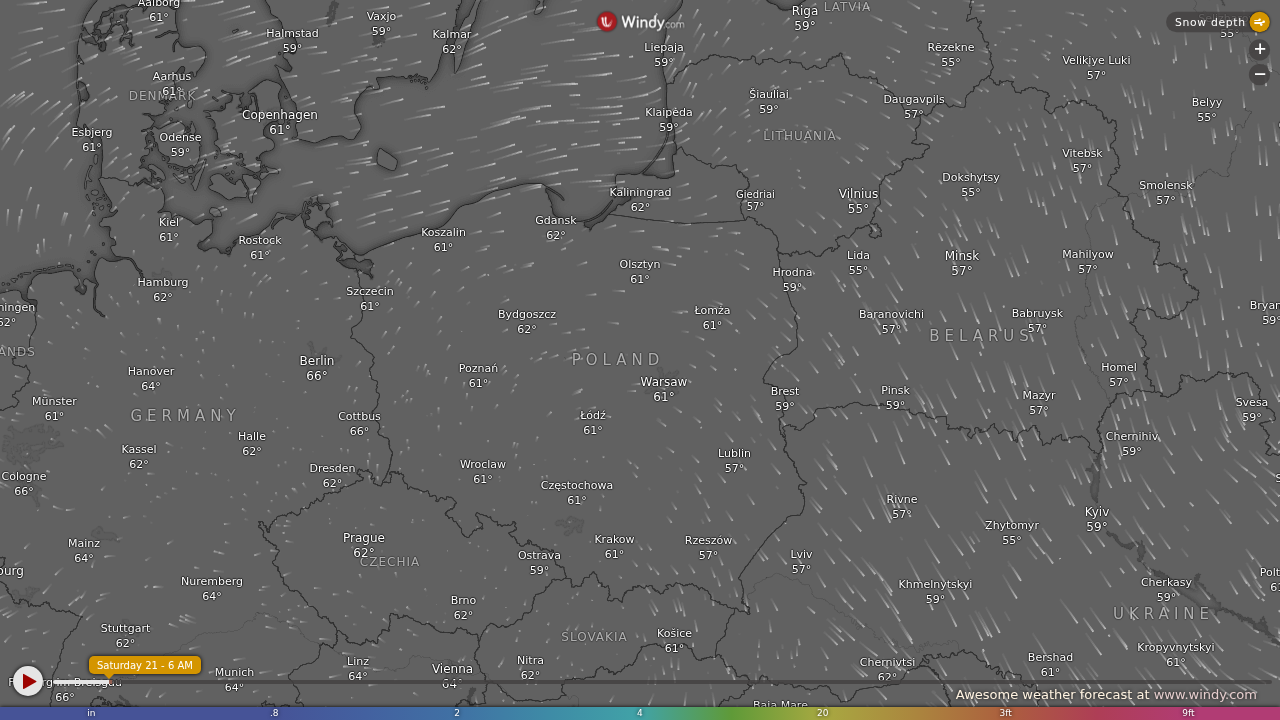 Aalborg
61°
Vaxjo
59°
Halmstad
59°
Kalmar
62°
Windy.com
Liepaja
59°
Riga
59°
LATVIA
Rēzekne
55°
Velikiye Luki
57°
Snow depth
55°
+
−
Aarhus
61°
DENMARK
Copenhagen
61°
Esbjerg
61°
Odense
59°
Klaipėda
59°
Šiauliai
59°
LITHUANIA
Daugavpils
57°
Belyy
55°
Vitebsk
57°
Smolensk
57°
Dokshytsy
55°
Kaliningrad
62°
Giedriai
57°
Vilnius
55°
Kiel
61°
Rostock
61°
Koszalin
61°
Gdansk
62°
Olsztyn
61°
Hrodna
59°
Lida
55°
Minsk
57°
Mahilyow
57°
Hamburg
62°
Szczecin
61°
Bydgoszcz
62°
Łomża
61°
Baranovichi
57°
Babruysk
57°
BELARUS
59°
Berlin
66°
Poznań
61°
POLAND
Warsaw
61°
Hanover
64°
Münster
61°
GERMANY
Brest
59°
Pinsk
59°
Homel
57°
Mazyr
57°
Svesa
59°
Cottbus
66°
Łódź
61°
Halle
62°
Kassel
62°
Chernihiv
59°
Cologne
66°
Dresden
62°
Wroclaw
61°
Lublin
57°
Częstochowa
61°
Rivne
57°
Kyiv
59°
Zhytomyr
55°
Mainz
64°
Prague
62°
CZECHIA
Ostrava
59°
Krakow
61°
Rzeszów
57°
Lviv
57°
Khmelnytskyi
59°
Cherkasy
59°
Nuremberg
64°
Brno
62°
UKRAINE
Stuttgart
62°
SLOVAKIA
Košice
61°
Kropyvnytskyi
61°
Saturday 21 - 6 AM
66°
Munich
64°
Linz
64°
Vienna
64°
Nitra
62°
Chernivtsi
62°
Bershad
61°
Baia Mare
Awesome weather forecast at www.windy.com
in .8 2 4 20 3ft 9ft